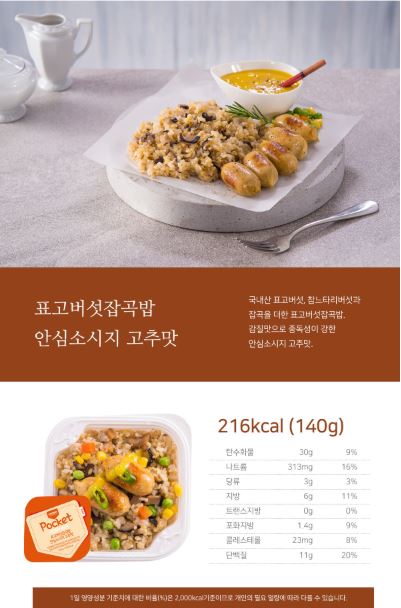 표고버섯잡곡밥
안심소시지 고추맛
국내산 표고버섯, 참느타리버섯과
잡곡을 더한 표고버섯잡곡밥.
감질맛으로 중독성이 강한
안심소시지 고추맛.
216kcal (140g)
탄수화물 30g 9%
나트륨 313mg 16%
당류 3g 3%
지방 6g 11%
트랜스지방 0g 0%
포화지방 1.4g 9%
콜레스테롤 23mg 8%
단백질 11g 20%
Pocket
1일 영양성분 기준치에 대한 비율(%)은 2,000kcal기준이므로 개인의 필요 열량에 따라 다를 수 있습니다.